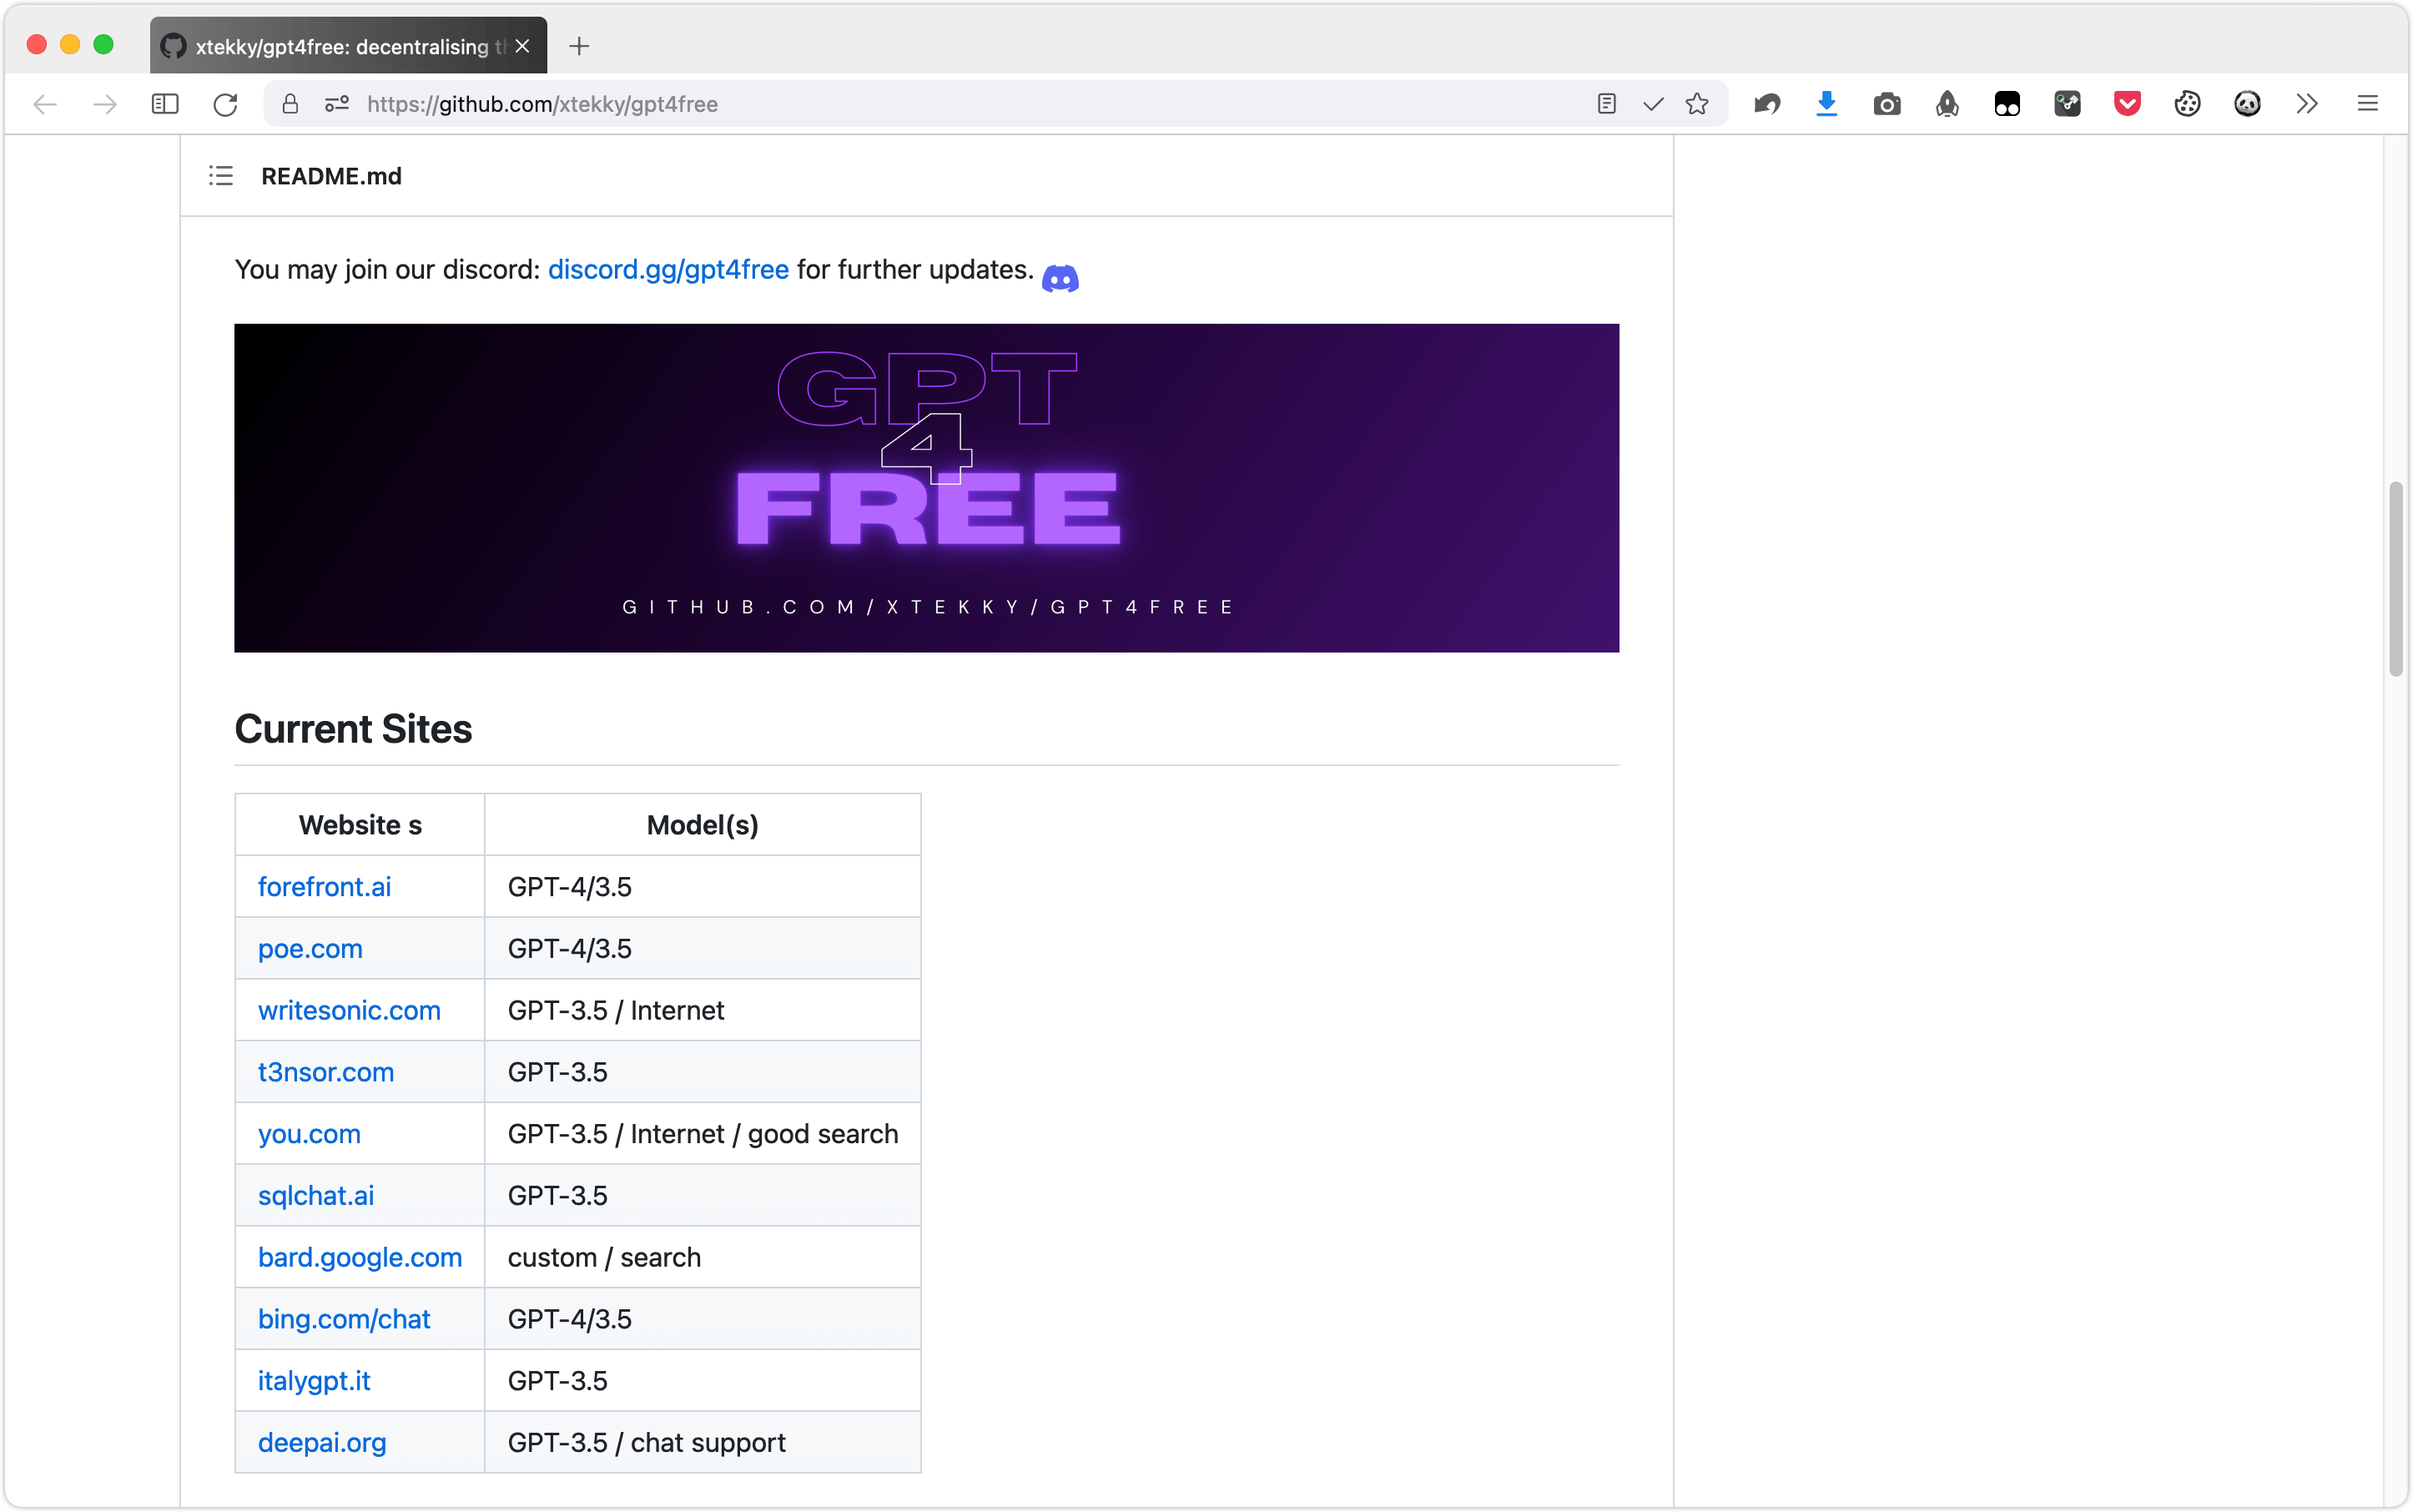 xtekky/gpt4free: decentralising th
https://github.com/xtekky/gpt4free
README.md
You may join our discord: discord.gg/gpt4free for further updates.
GPT
4
FREE
GITHUB.COM/XTEKKY/GPT4FREE
Current Sites
Website s Model(s)
forefront.ai GPT-4/3.5
poe.com GPT-4/3.5
writesonic.com GPT-3.5 / Internet
t3nsor.com GPT-3.5
you.com GPT-3.5 / Internet / good search
sqlchat.ai GPT-3.5
bard.google.com custom / search
bing.com/chat GPT-4/3.5
italygpt.it GPT-3.5
deepai.org GPT-3.5 / chat support